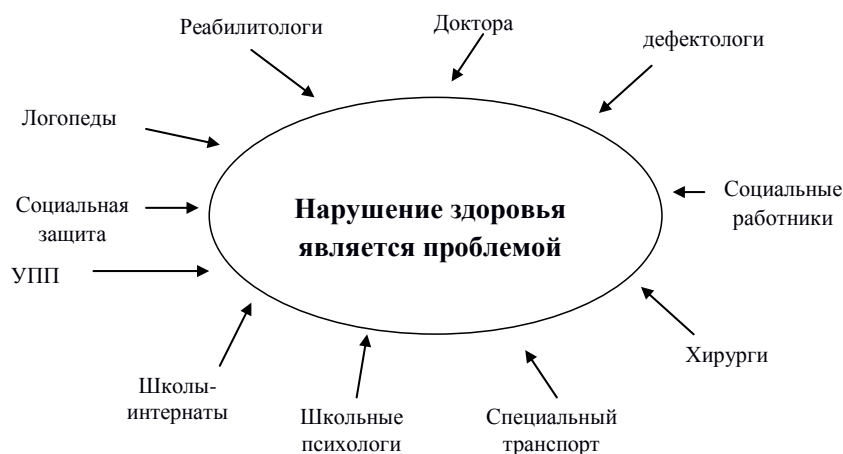 Реабилитологи
Доктора
дефектологи
Логопеды
Социальная
защита
Нарушение здоровья
является проблемой
Социальные
работники
УПП
Хирурги
Школы-
интернаты
Школьные
психологи
Специальный
транспорт